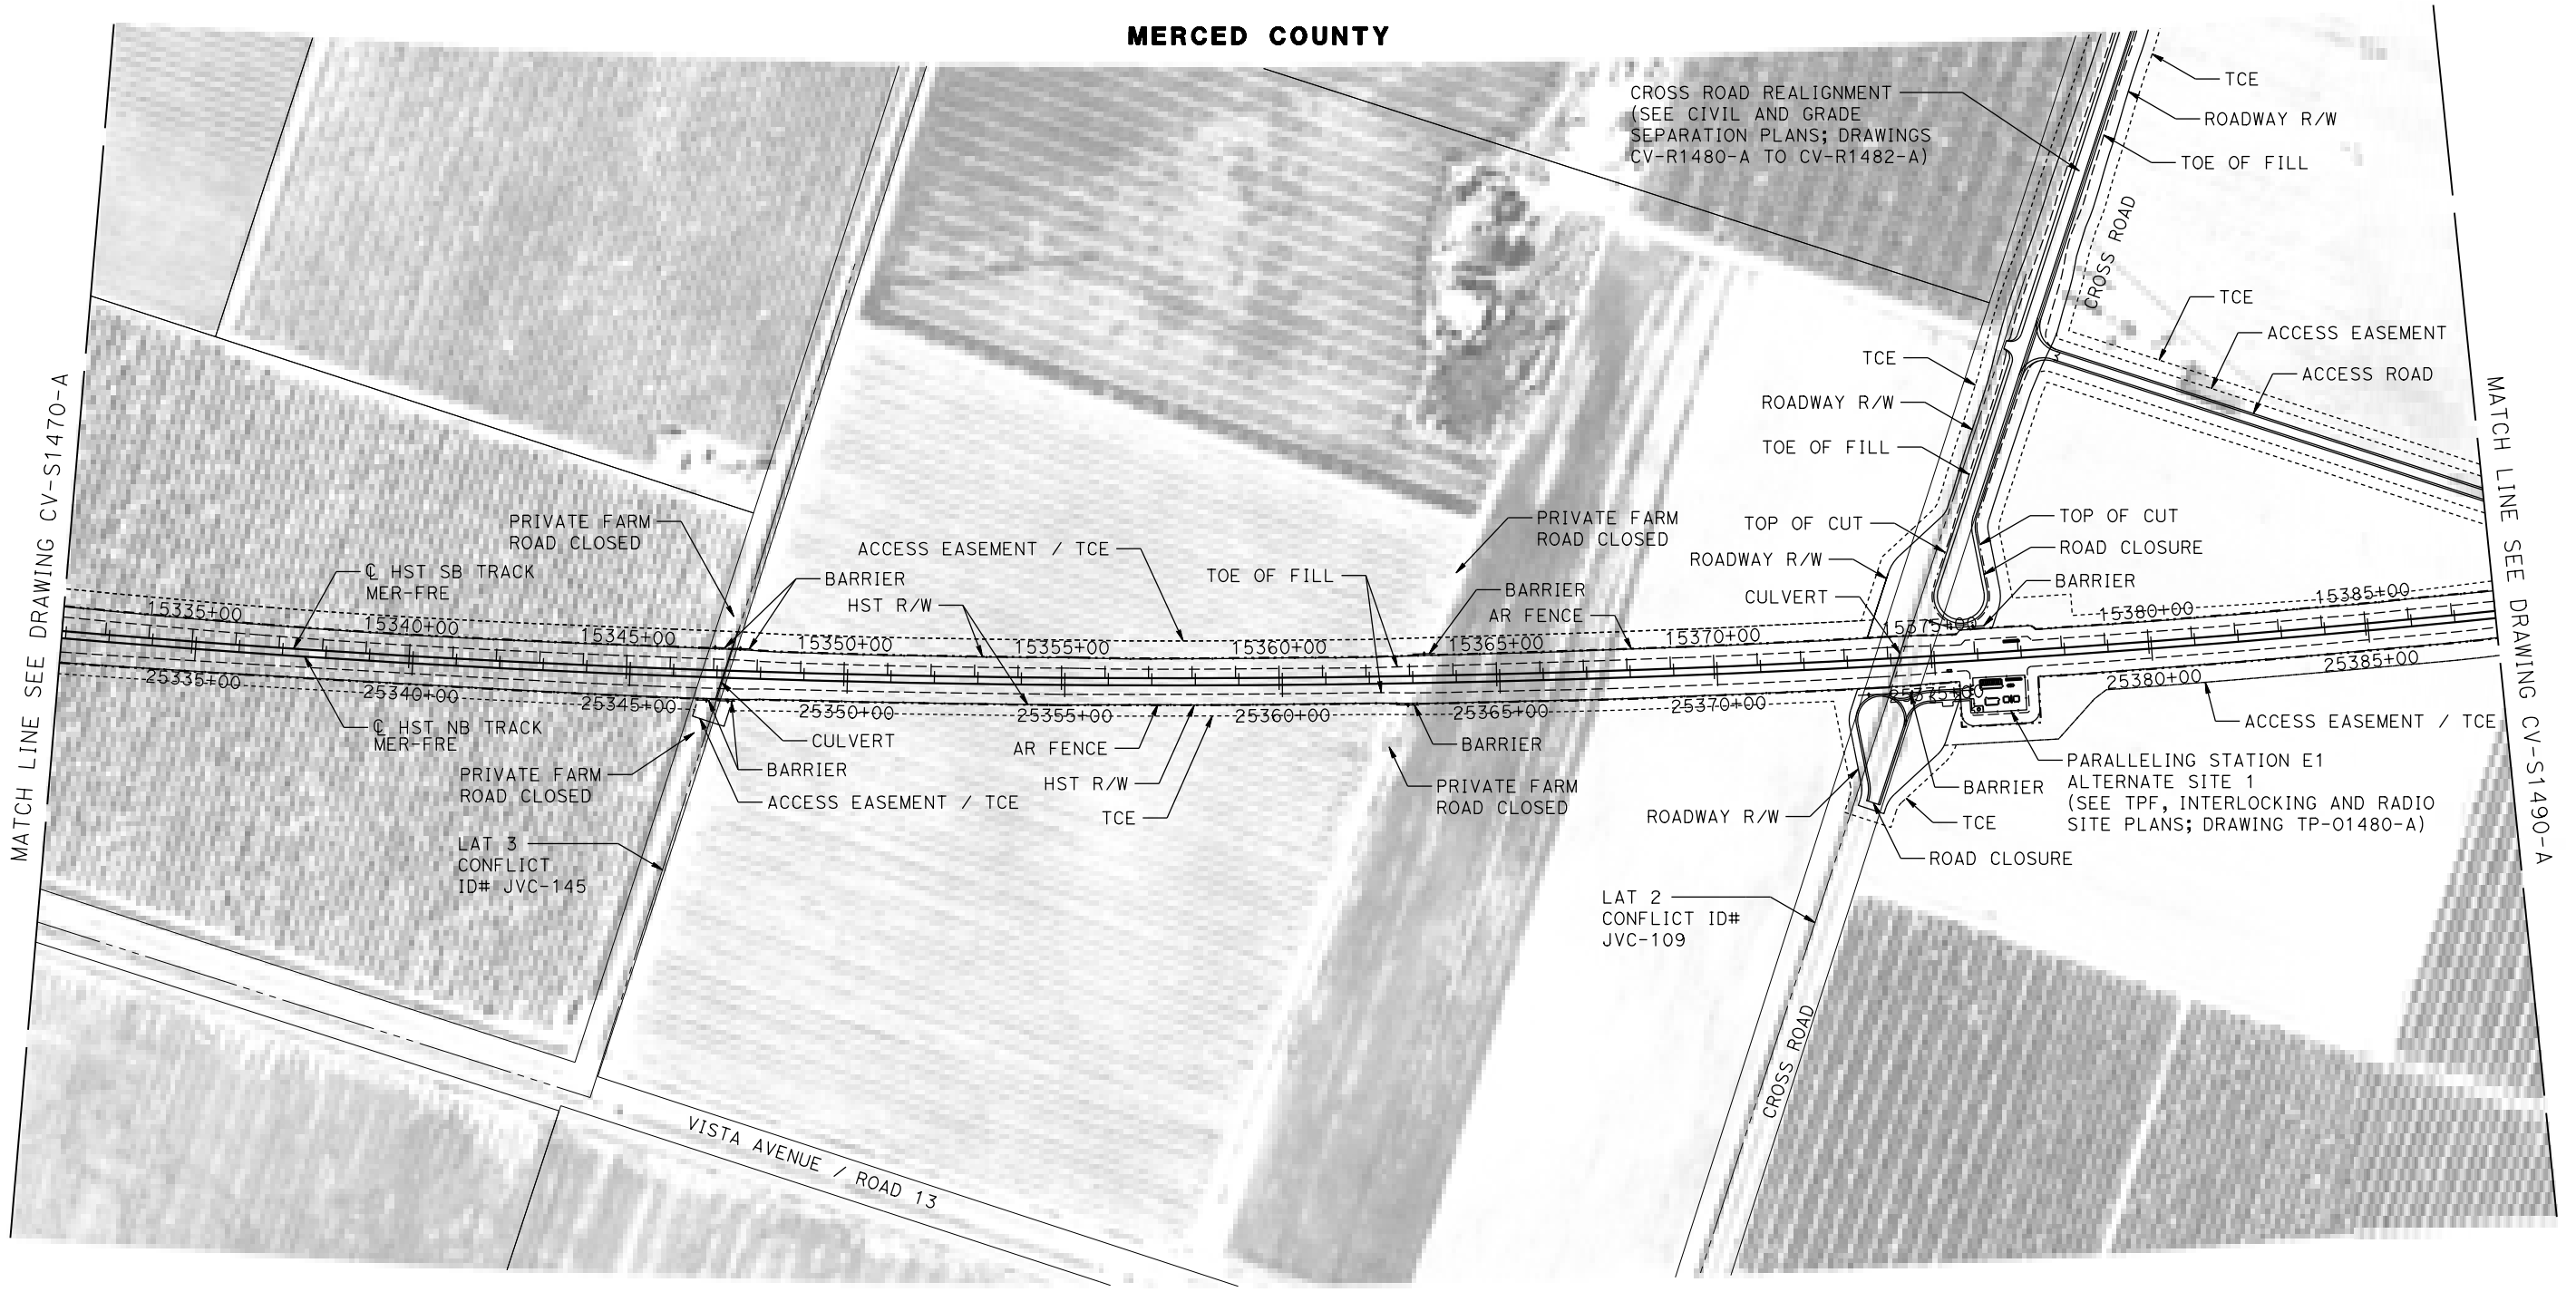 MERCED COUNTY
CROSS ROAD REALIGNMENT
(SEE CIVIL AND GRADE
SEPARATION PLANS; DRAWINGS
CV-R1480-A TO CV-R1482-A)
TCE
ROADWAY R/W
TOE OF FILL
CROSS ROAD
TCE
ACCESS EASEMENT
ACCESS ROAD
TCE
ROADWAY R/W
TOE OF FILL
TOP OF CUT
ROADWAY R/W
CULVERT
TOP OF CUT
ROAD CLOSURE
BARRIER
MATCH LINE SEE DRAWING CV-S1470-A
MATCH LINE SEE DRAWING CV-S1490-A
PRIVATE FARM
ROAD CLOSED
ACCESS EASEMENT / TCE
BARRIER
HST R/W
TOE OF FILL
PRIVATE FARM
ROAD CLOSED
BARRIER
AR FENCE
℄ HST SB TRACK
MER-FRE
15335+00
15340+00
15345+00
15350+00
15355+00
15360+00
15365+00
15370+00
15375+00
15380+00
15385+00
25335+00
25340+00
25345+00
25350+00
25355+00
25360+00
25365+00
25370+00
25375+00
25380+00
25385+00
℄ HST NB TRACK
MER-FRE
PRIVATE FARM
ROAD CLOSED
CULVERT
BARRIER
ACCESS EASEMENT / TCE
AR FENCE
HST R/W
TCE
BARRIER
PRIVATE FARM
ROAD CLOSED
LAT 3
CONFLICT
ID# JVC-145
ROADWAY R/W
ACCESS EASEMENT / TCE
PARALLELING STATION E1
ALTERNATE SITE 1
(SEE TPF, INTERLOCKING AND RADIO
SITE PLANS; DRAWING TP-01480-A)
BARRIER
TCE
ROAD CLOSURE
LAT 2
CONFLICT ID#
JVC-109
CROSS ROAD
VISTA AVENUE / ROAD 13